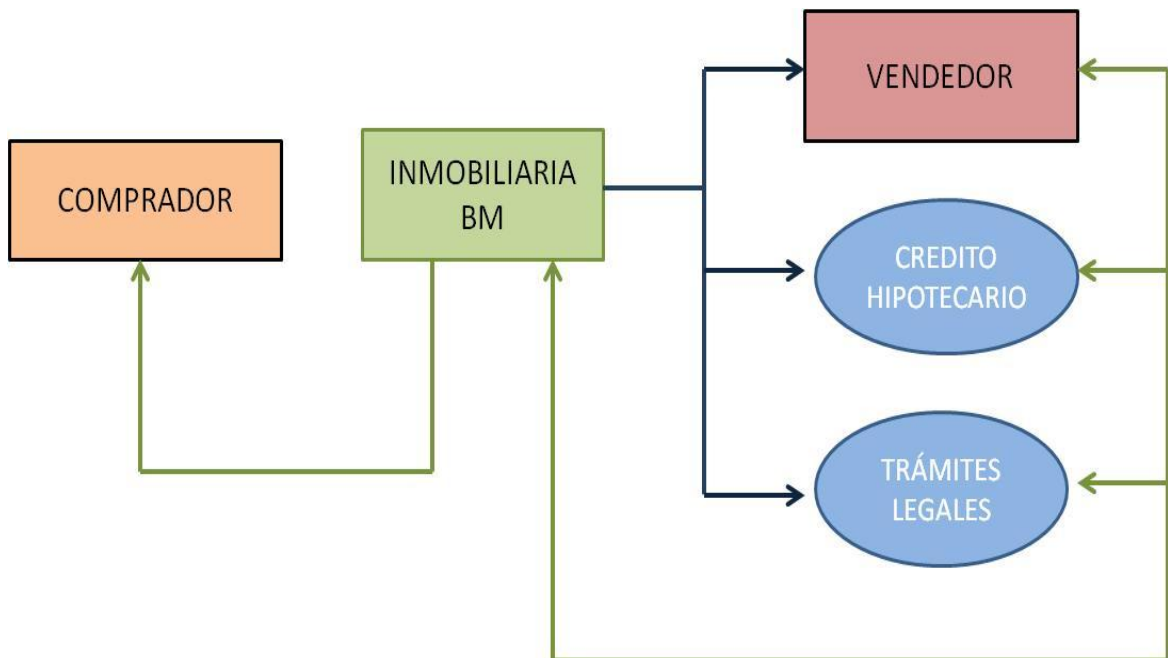 VENDEDOR
COMPRADOR
INMOBILIARIA
BM
CREDITO
HIPOTECARIO
TRÁMITES
LEGALES